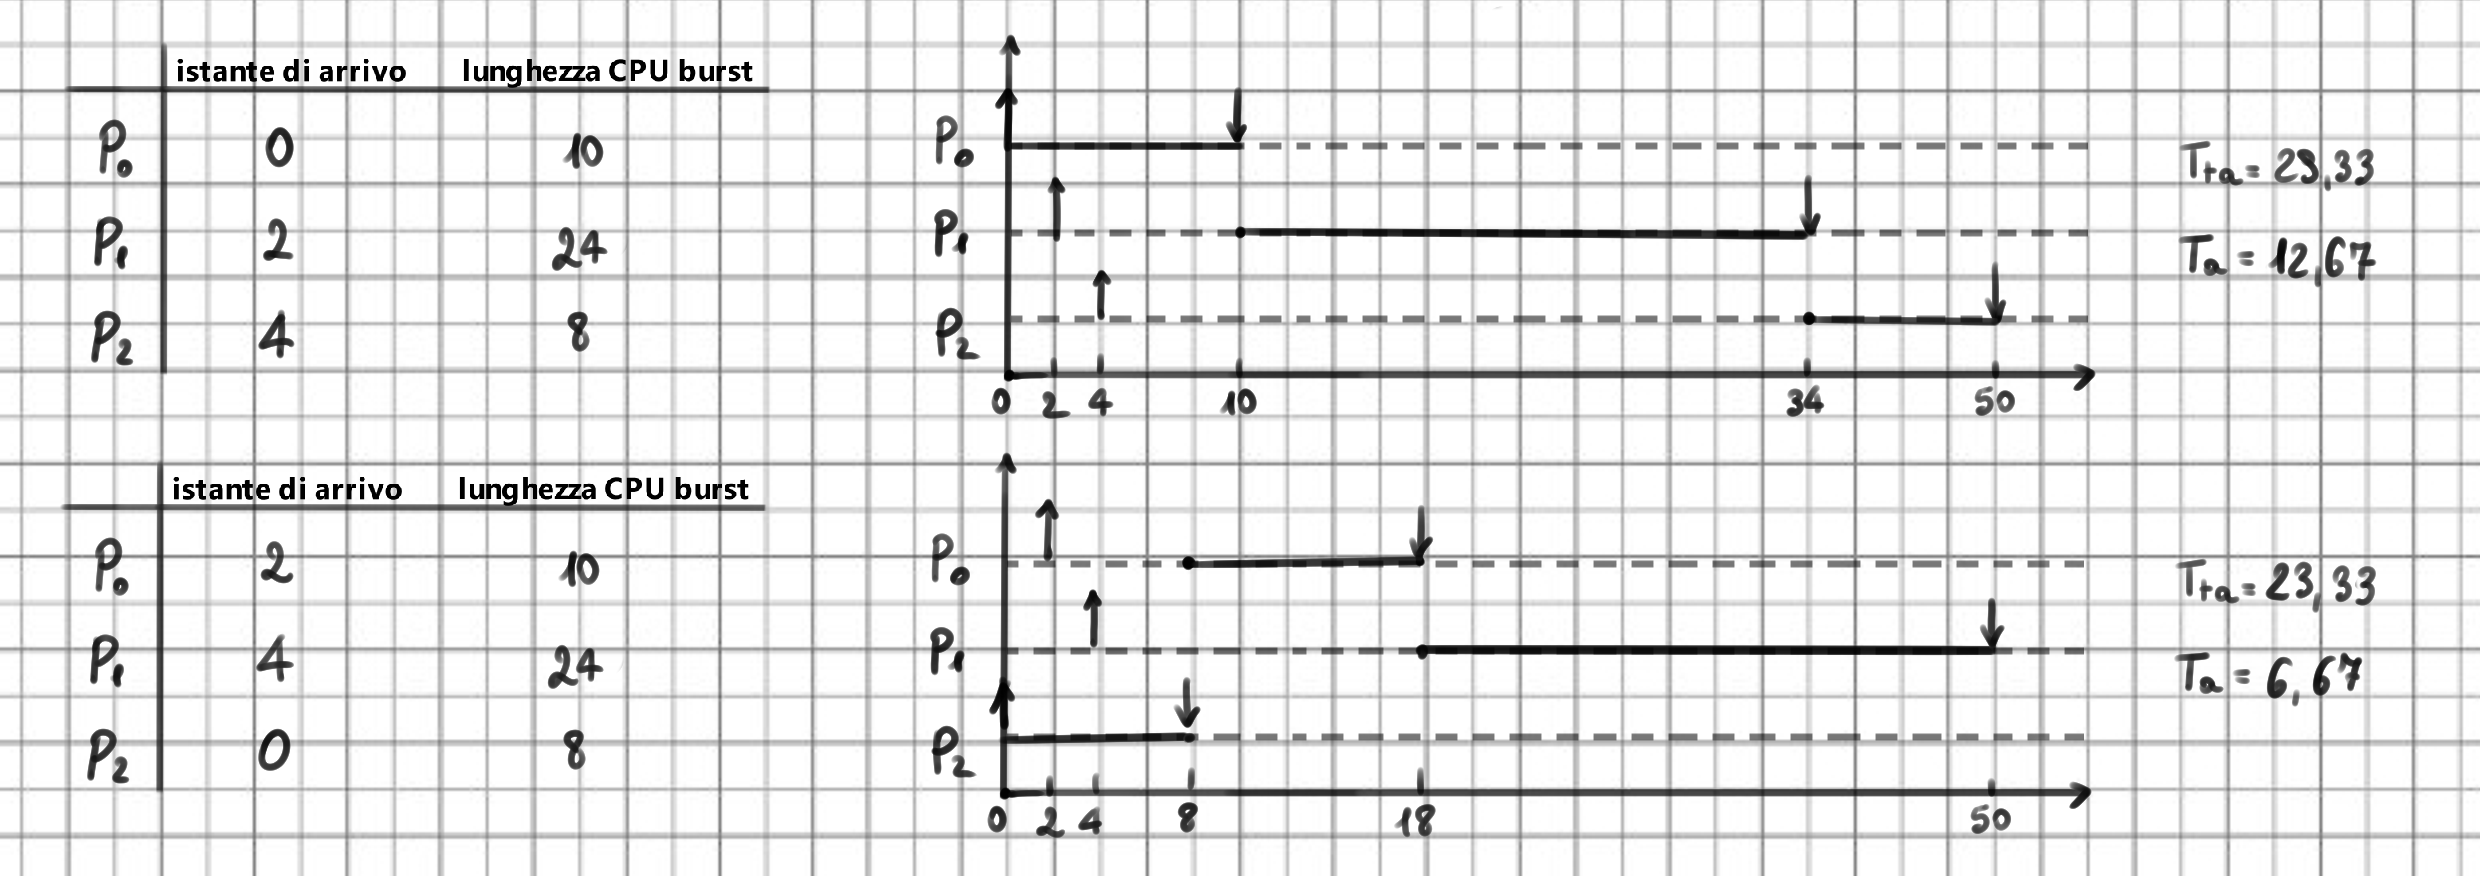 istante di arrivo lunghezza CPU burst
P0 0 10
P1 2 24
P2 4 8
P0
P1
P2
0 2 4 10 34 50
Tta = 29,33
Ta = 12,67
istante di arrivo lunghezza CPU burst
P0 2 10
P1 4 24
P2 0 8
P0
P1
P2
0 2 4 8 18 50
Tta = 23,33
Ta = 6,67